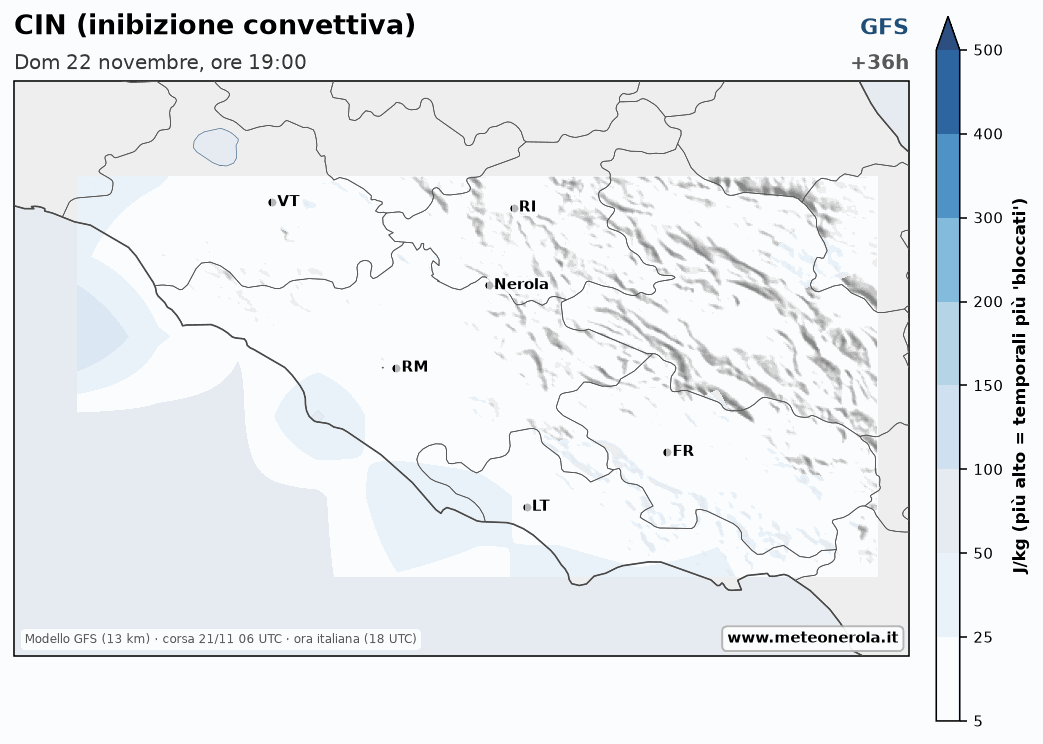 CIN (inibizione convettiva)
GFS
Dom 22 novembre, ore 19:00
+36h
VT
RI
Nerola
RM
FR
LT
Modello GFS (13 km) · corsa 21/11 06 UTC · ora italiana (18 UTC)
www.meteonerola.it
500
400
300
200
150
100
50
25
5
J/kg (più alto = temporali più 'bloccati')